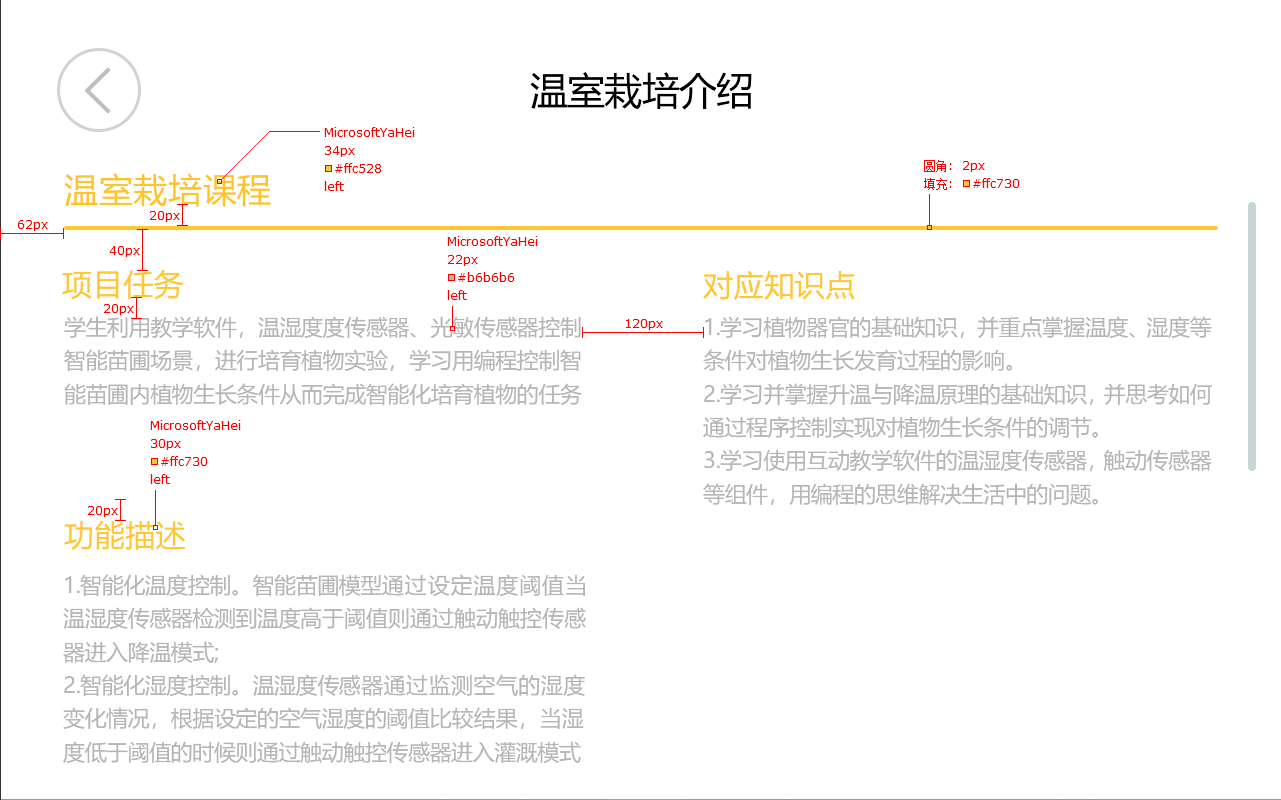 温室栽培介绍
MicrosoftYaHei
34px
#ffc528
left
圆角： 2px
填充： #ffc730
温室栽培课程
20px
62px
40px
MicrosoftYaHei
22px
#b6b6b6
left
项目任务
20px
学生利用教学软件，温湿度度传感器、光敏传感器控制
智能苗圃场景，进行培育植物实验，学习用编程控制智
能苗圃内植物生长条件从而完成智能化培育植物的任务
120px
对应知识点
1.学习植物器官的基础知识，并重点掌握温度、湿度等
条件对植物生长发育过程的影响。
2.学习并掌握升温与降温原理的基础知识，并思考如何
通过程序控制实现对植物生长条件的调节。
3.学习使用互动教学软件的温湿度传感器，触动传感器
等组件，用编程的思维解决生活中的问题。
MicrosoftYaHei
30px
#ffc730
left
20px
功能描述
1.智能化温度控制。智能苗圃模型通过设定温度阈值当
温湿度传感器检测到温度高于阈值则通过触动触控传感
器进入降温模式;
2.智能化湿度控制。温湿度传感器通过监测空气的湿度
变化情况，根据设定的空气湿度的阈值比较结果，当湿
度低于阈值的时候则通过触动触控传感器进入灌溉模式